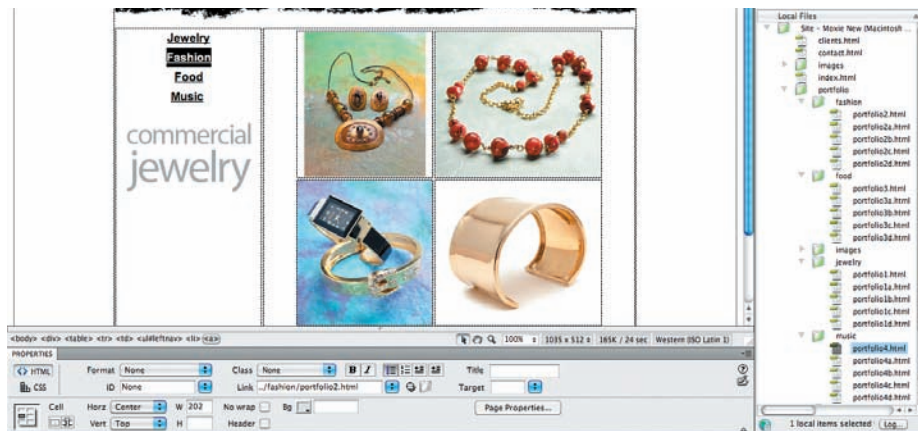 Jewelry
Fashion
Food
Music
commercial
jewelry
Local Files
Site - Moxie New (Macintosh ...
clients.html
contact.html
images
index.html
portfolio
fashion
portfolio2.html
portfolio2a.html
portfolio2b.html
portfolio2c.html
portfolio2d.html
food
portfolio3.html
portfolio3a.html
portfolio3b.html
portfolio3c.html
portfolio3d.html
images
jewelry
portfolio1.html
portfolio1a.html
portfolio1b.html
portfolio1c.html
portfolio1d.html
music
portfolio4.html
portfolio4a.html
portfolio4b.html
portfolio4c.html
portfolio4d.html
1 local items selected Log...
<body> <div> <table> <tr> <td> <ul#leftnav> <li> <a> 100% 1035 x 512 165K / 24 sec Western (ISO Latin 1)
PROPERTIES
<> HTML Format None Class None B I Title
CSS ID None Link ../fashion/portfolio2.html Target
Cell Horz Center W 202 No wrap Bg Page Properties...
Vert Top H Header